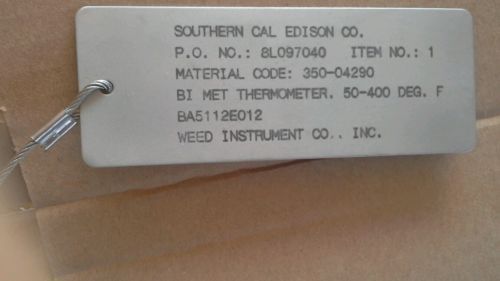 SOUTHERN CAL EDISON CO.
P.O. NO.: 8L097040 ITEM NO.: 1
MATERIAL CODE: 350-04290
BI MET THERMOMETER. 50-400 DEG. F
BA5112E012
WEED INSTRUMENT CO., INC.